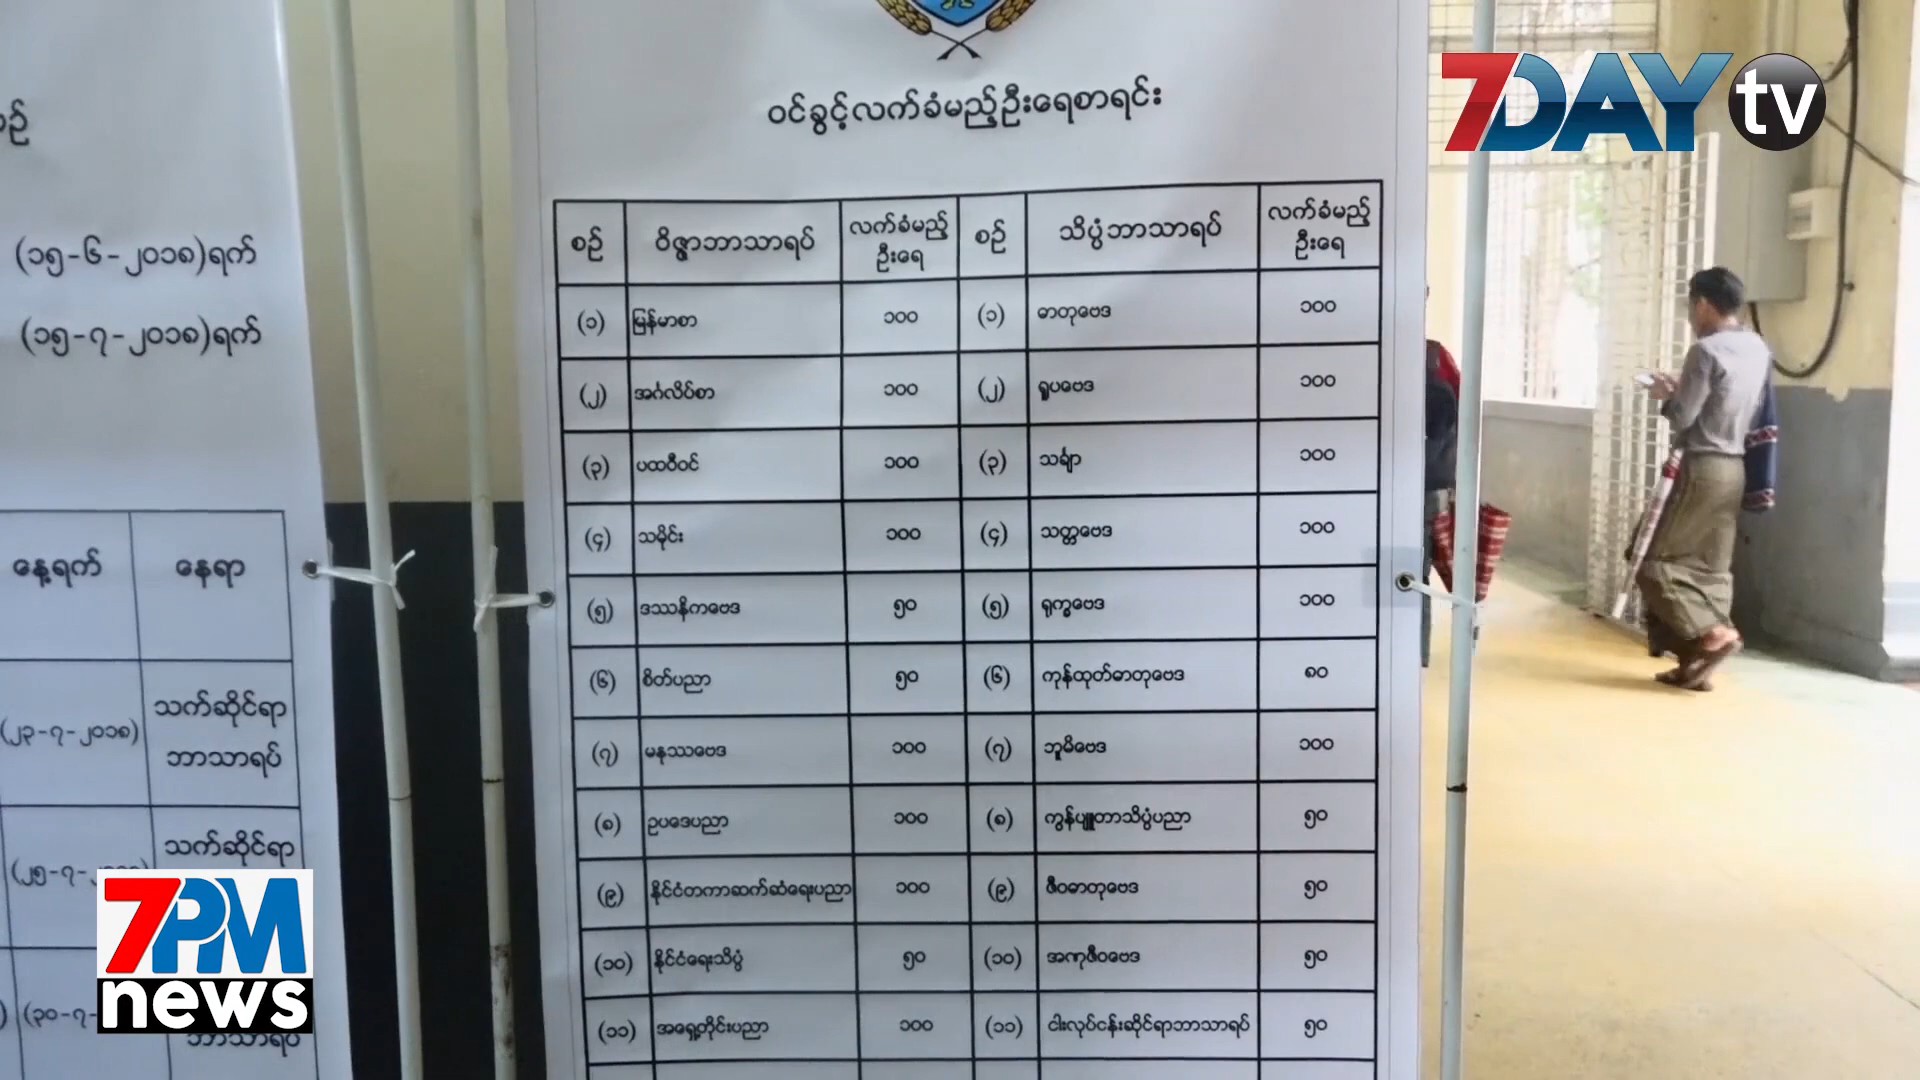 7DAY tv
စဉ်
(၁၅-၆-၂၀၁၈)ရက်
(၁၅-၇-၂၀၁၈)ရက်
နေ့ရက် နေရာ
(၂၃-၇-၂၀၁၈) သက်ဆိုင်ရာ
ဘာသာရပ်
သက်ဆိုင်ရာ
ဘာသာရပ်
ဝင်ခွင့်လက်ခံမည့်ဦးရေစာရင်း
စဉ် ဝိဇ္ဇာဘာသာရပ် လက်ခံမည့် ဦးရေ စဉ် သိပ္ပံဘာသာရပ် လက်ခံမည့် ဦးရေ
(၁) မြန်မာစာ ၁၀၀ (၁) ဓာတုဗေဒ ၁၀၀
(၂) အင်္ဂလိပ်စာ ၁၀၀ (၂) ရူပဗေဒ ၁၀၀
(၃) ပထဝီဝင် ၁၀၀ (၃) သင်္ချာ ၁၀၀
(၄) သမိုင်း ၁၀၀ (၄) သတ္တဗေဒ ၁၀၀
(၅) ဒဿနိကဗေဒ ၅၀ (၅) ရုက္ခဗေဒ ၁၀၀
(၆) စိတ်ပညာ ၅၀ (၆) ကုန်ထုတ်ဓာတုဗေဒ ၈၀
(၇) မနုဿဗေဒ ၁၀၀ (၇) ဘူမိဗေဒ ၁၀၀
(၈) ဥပဒေပညာ ၁၀၀ (၈) ကွန်ပျူတာသိပ္ပံပညာ ၅၀
(၉) နိုင်ငံတကာဆက်ဆံရေးပညာ ၁၀၀ (၉) ဇီဝဓာတုဗေဒ ၅၀
(၁၀) နိုင်ငံရေးသိပ္ပံ ၅၀ (၁၀) အဏုဇီဝဗေဒ ၅၀
(၁၁) အရှေ့တိုင်းပညာ ၁၀၀ (၁၁) ငါးလုပ်ငန်းဆိုင်ရာဘာသာရပ် ၅၀
7PM
news